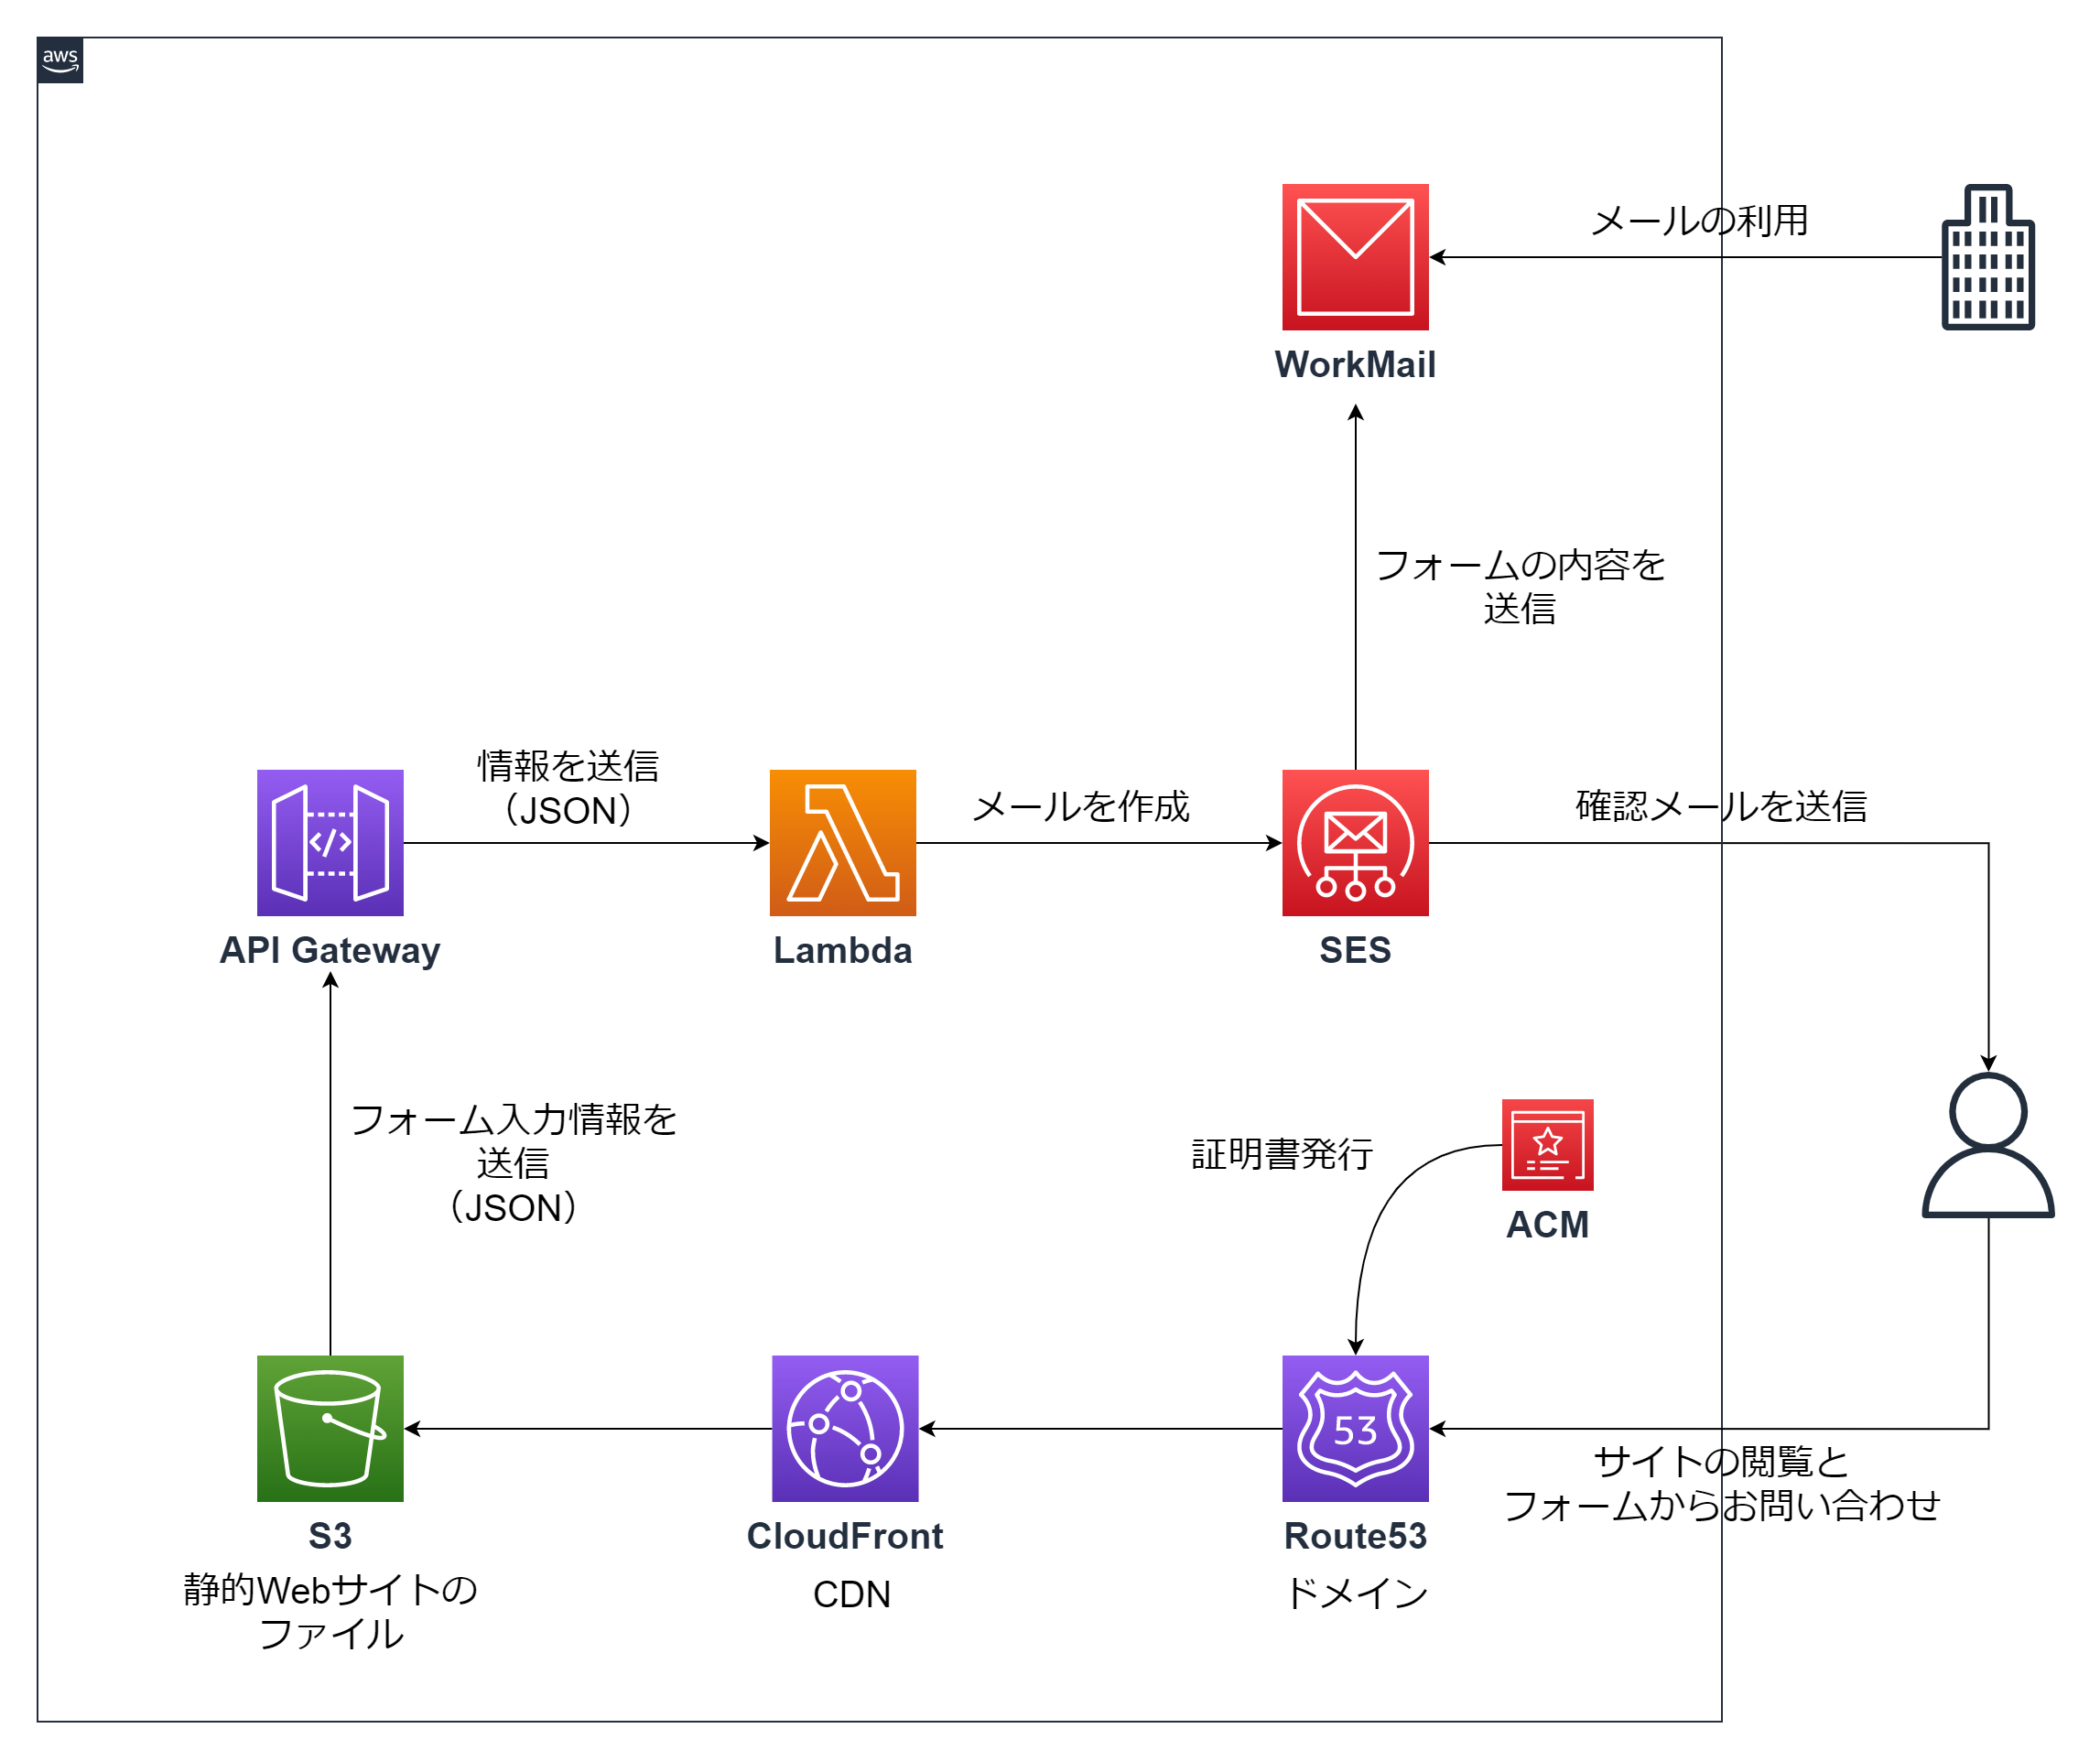 aws
メールの利用
WorkMail
フォームの内容を
送信
情報を送信
（JSON）
メールを作成
確認メールを送信
API Gateway
Lambda
SES
フォーム入力情報を
送信
（JSON）
証明書発行
ACM
53
サイトの閲覧と
フォームからお問い合わせ
S3
CloudFront
Route53
静的Webサイトの
ファイル
CDN
ドメイン